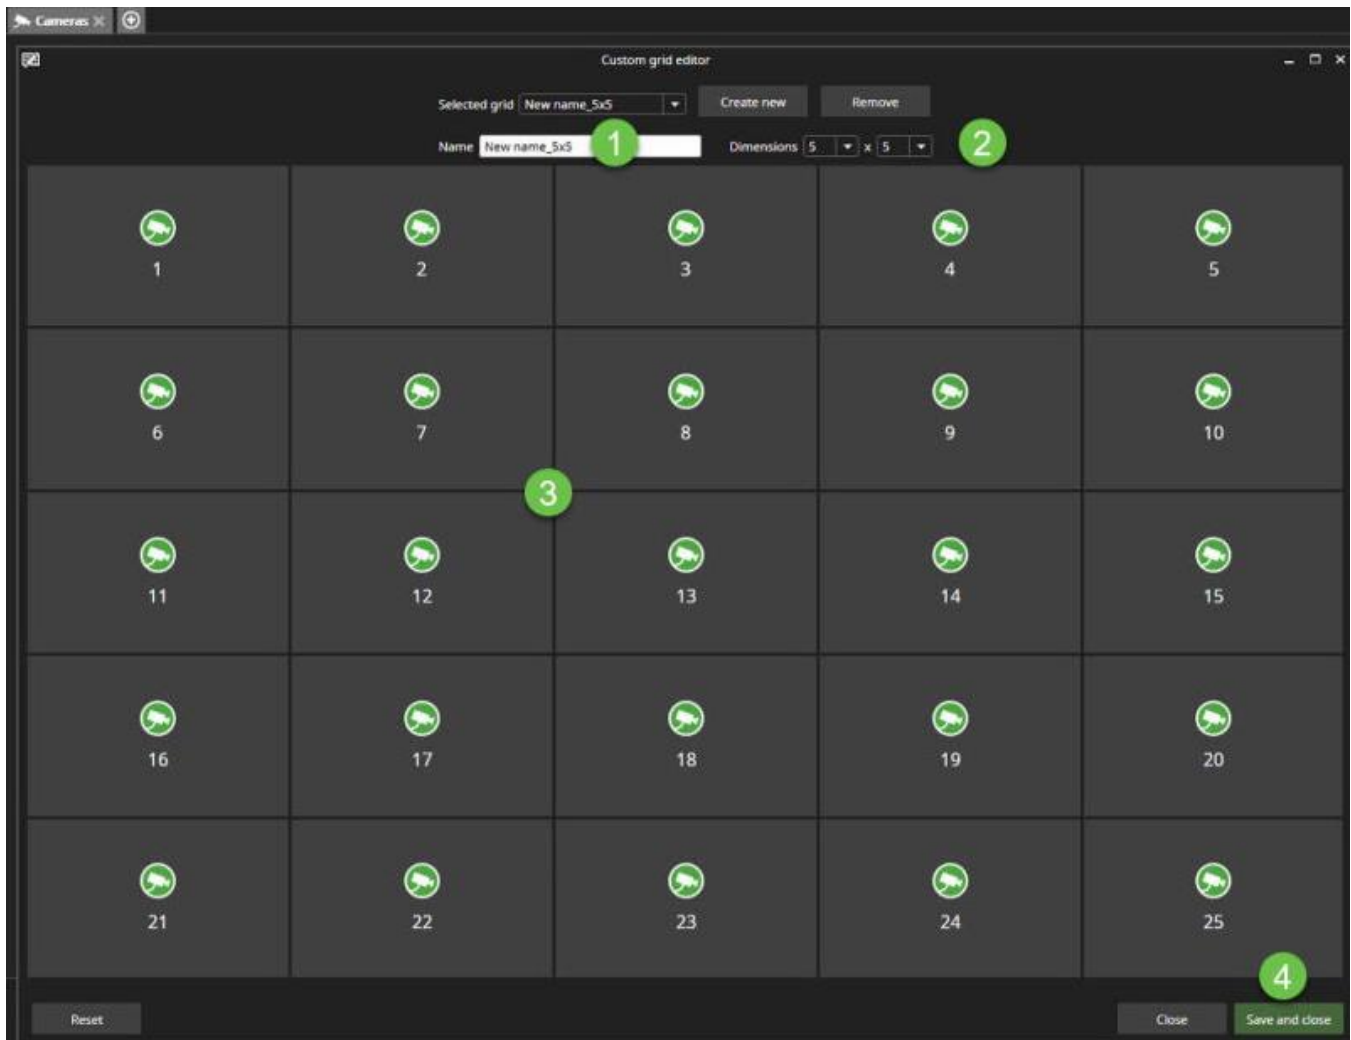 Cameras
Custom grid editor
Selected grid New name_5x5 Create new Remove
Name New name_5x5 1 Dimensions 5 x 5 2
1 2 3 4 5
6 7 8 9 10
3
11 12 13 14 15
16 17 18 19 20
21 22 23 24 25
4
Reset Close Save and close